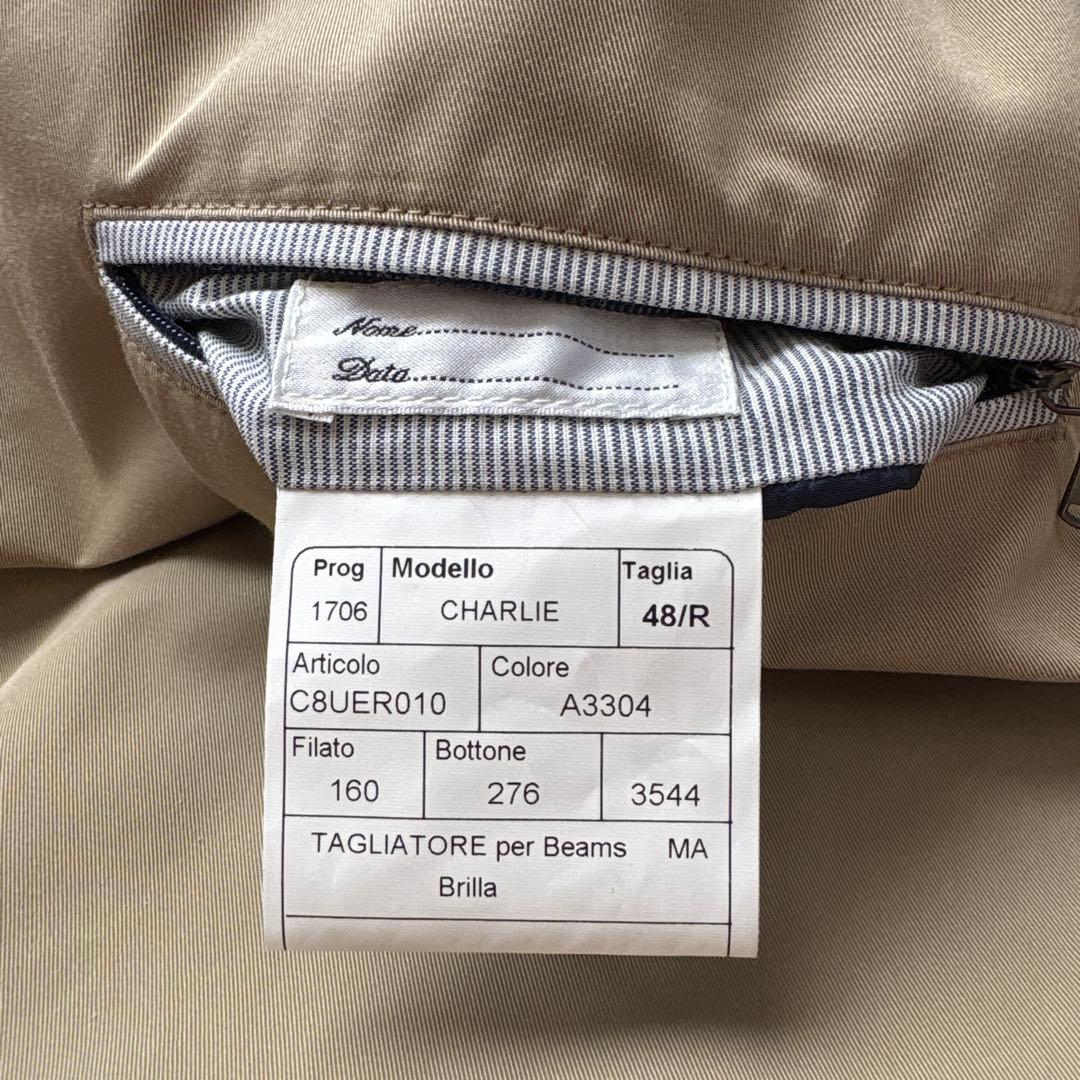 Nome
Data
Prog Modello Taglia
1706 CHARLIE 48/R
Articolo Colore
C8UER010 A3304
Filato Bottone
160 276 3544
TAGLIATORE per Beams MA
Brilla